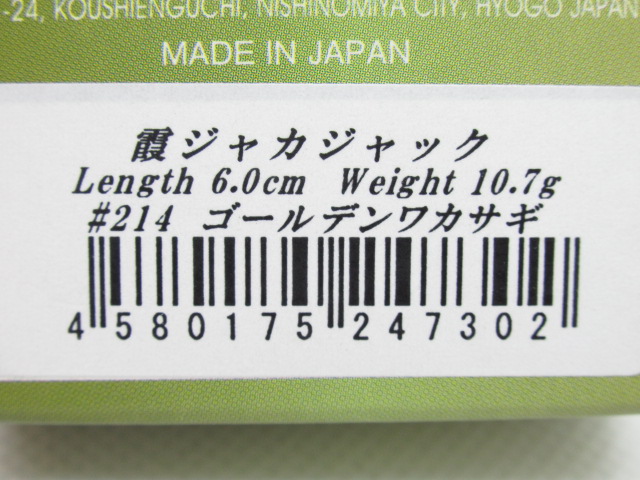 -24, KOUSHIENGUCHI, NISHINOMIYA CITY, HYOGO JAPAN
MADE IN JAPAN
霞ジャカジャック
Length 6.0cm Weight 10.7g
#214 ゴールデンワカサギ
4 580175 247302